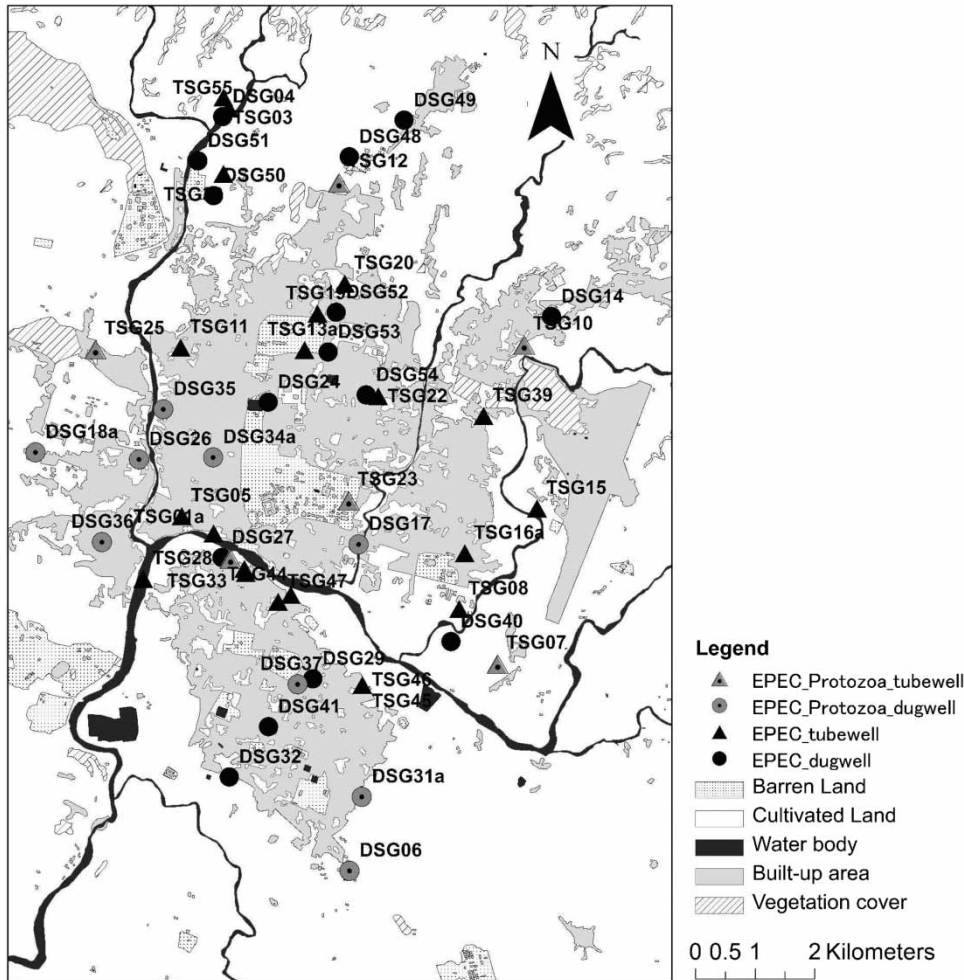 N
TSG55
DSG04
TSG03
DSG49
DSG51
DSG48
SG12
DSG50
TSG20
DSG52
DSG14
TSG13a
DSG53
TSG10
TSG25
TSG11
DSG35
DSG24
DSG54
TSG22
TSG39
DSG18a
DSG26
DSG34a
TSG23
TSG15
TSG05
DSG36
TSG01a
DSG27
DSG17
TSG16a
TSG28
TSG33
TSG47
TSG08
DSG40
TSG07
DSG37
DSG29
TSG46
TSG45
DSG41
DSG32
DSG31a
DSG06
Legend
EPEC_Protozoa_tubewell
EPEC_Protozoa_dugwell
EPEC_tubewell
EPEC_dugwell
Barren Land
Cultivated Land
Water body
Built-up area
Vegetation cover
0 0.5 1 2 Kilometers